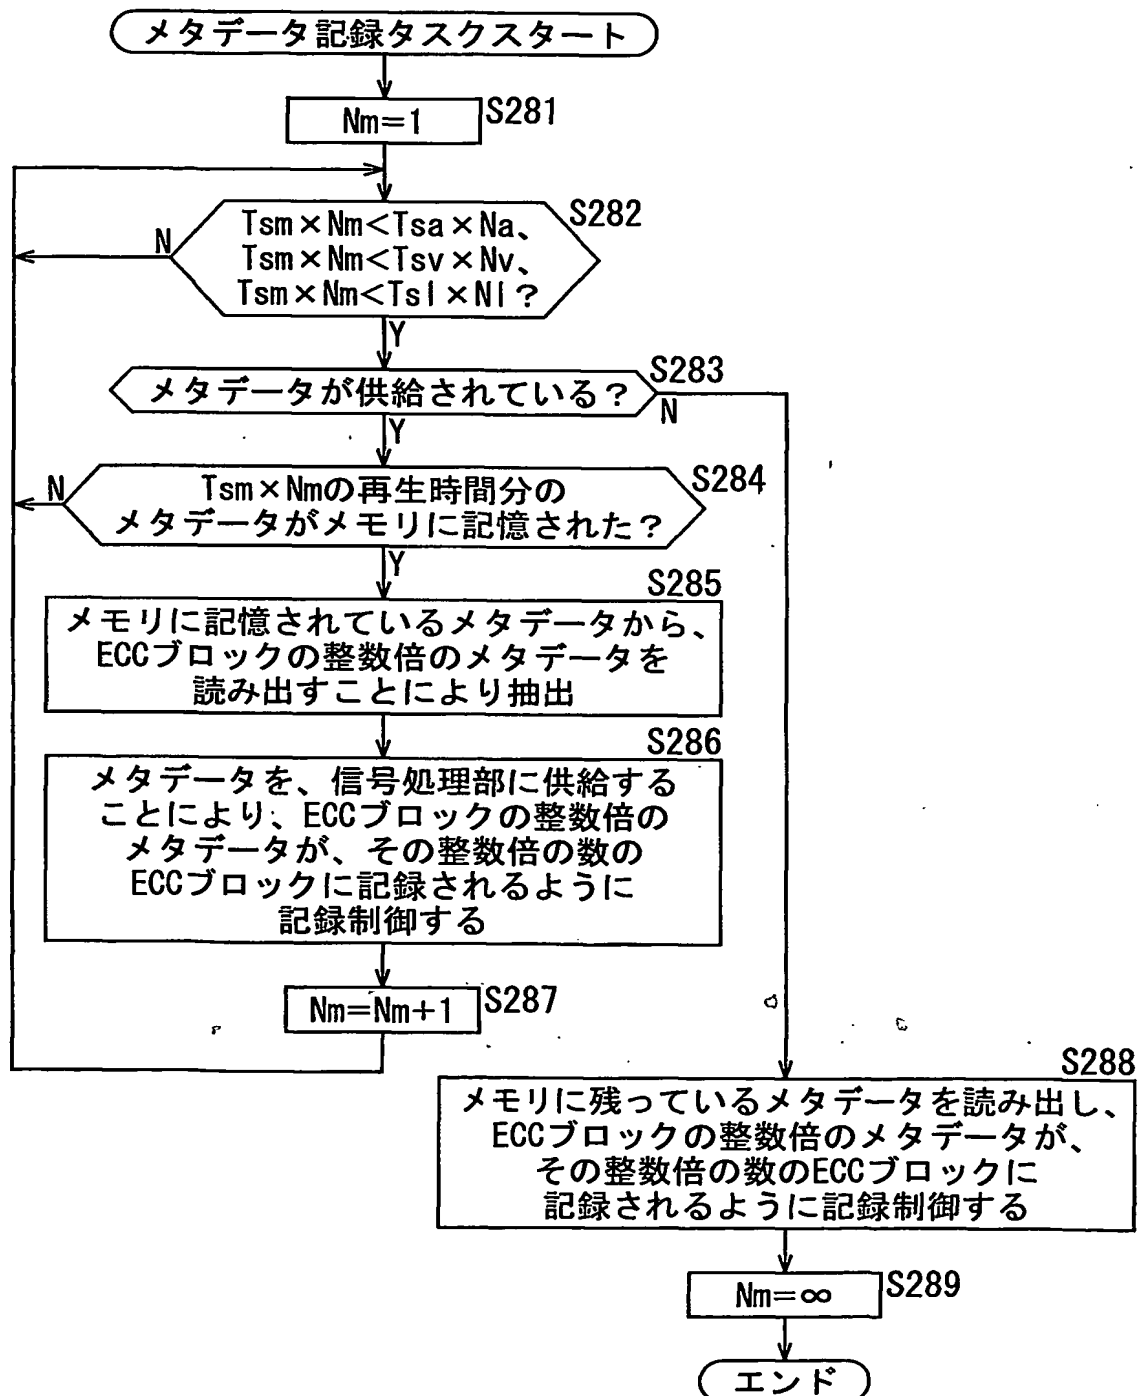 メタデータ記録タスクスタート
S281
Nm=1
S282
Tsm×Nm<Tsa×Na、
Tsm×Nm<Tsv×Nv、
Tsm×Nm<Tsl×Nl?
N
Y
S283
メタデータが供給されている?
N
Y
S284
Tsm×Nmの再生時間分の
メタデータがメモリに記憶された?
N
Y
S285
メモリに記憶されているメタデータから、
ECCブロックの整数倍のメタデータを
読み出すことにより抽出
S286
メタデータを、信号処理部に供給する
ことにより、ECCブロックの整数倍の
メタデータが、その整数倍の数の
ECCブロックに記録されるように
記録制御する
Nm=Nm+1
S287
S288
メモリに残っているメタデータを読み出し、
ECCブロックの整数倍のメタデータが、
その整数倍の数のECCブロックに
記録されるように記録制御する
Nm=∞
S289
エンド